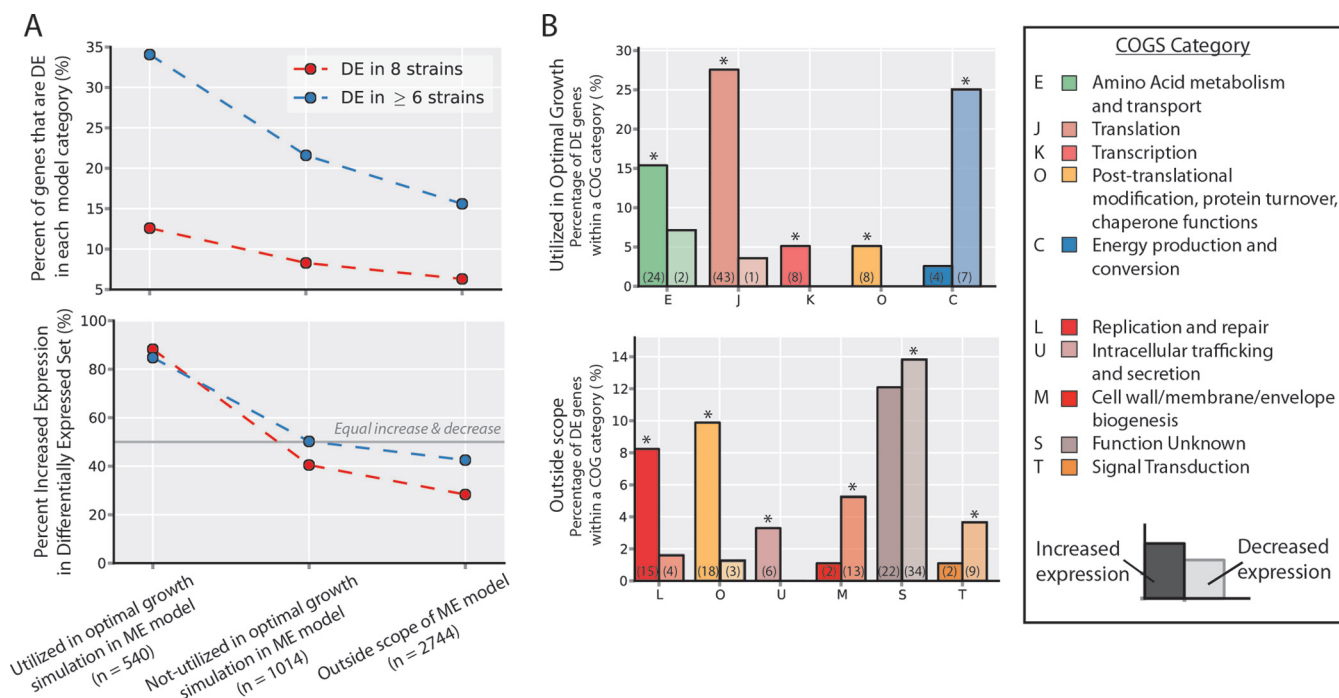 A
Percent of genes that are DE
in each model category (%)
35
30
25
20
15
10
5
DE in 8 strains
DE in ≥ 6 strains
Percent Increased Expression
in Differentially Expressed Set (%)
100
80
60
40
20
0
Equal increase & decrease
Utilized in optimal growth
simulation in ME model
(n = 540)
Not-utilized in optimal growth
simulation in ME model
(n = 1014)
Outside scope of ME model
(n = 2744)
B
Utilized in Optimal Growth
Percentage of DE genes
within a COG category (%)
30
25
20
15
10
5
0
* * * * *
(24) (2) (43) (1) (8) (8) (4) (7)
E J K O C
Outside scope
Percentage of DE genes
within a COG category (%)
14
12
10
8
6
4
2
0
* * * * * *
(15) (4) (18) (3) (6) (2) (13) (22) (34) (2) (9)
L O U M S T
COGS Category
E Amino Acid metabolism
and transport
J Translation
K Transcription
O Post-translational
modification, protein turnover,
chaperone functions
C Energy production and
conversion
L Replication and repair
U Intracellular trafficking
and secretion
M Cell wall/membrane/envelope
biogenesis
S Function Unknown
T Signal Transduction
Increased
expression
Decreased
expression